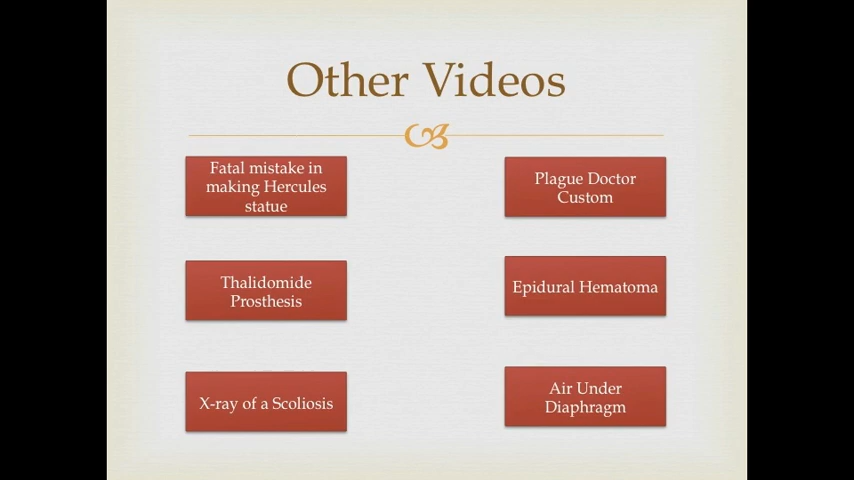 Other Videos
Fatal mistake in
making Hercules
statue
Plague Doctor
Custom
Thalidomide
Prosthesis
Epidural Hematoma
X-ray of a Scoliosis
Air Under
Diaphragm